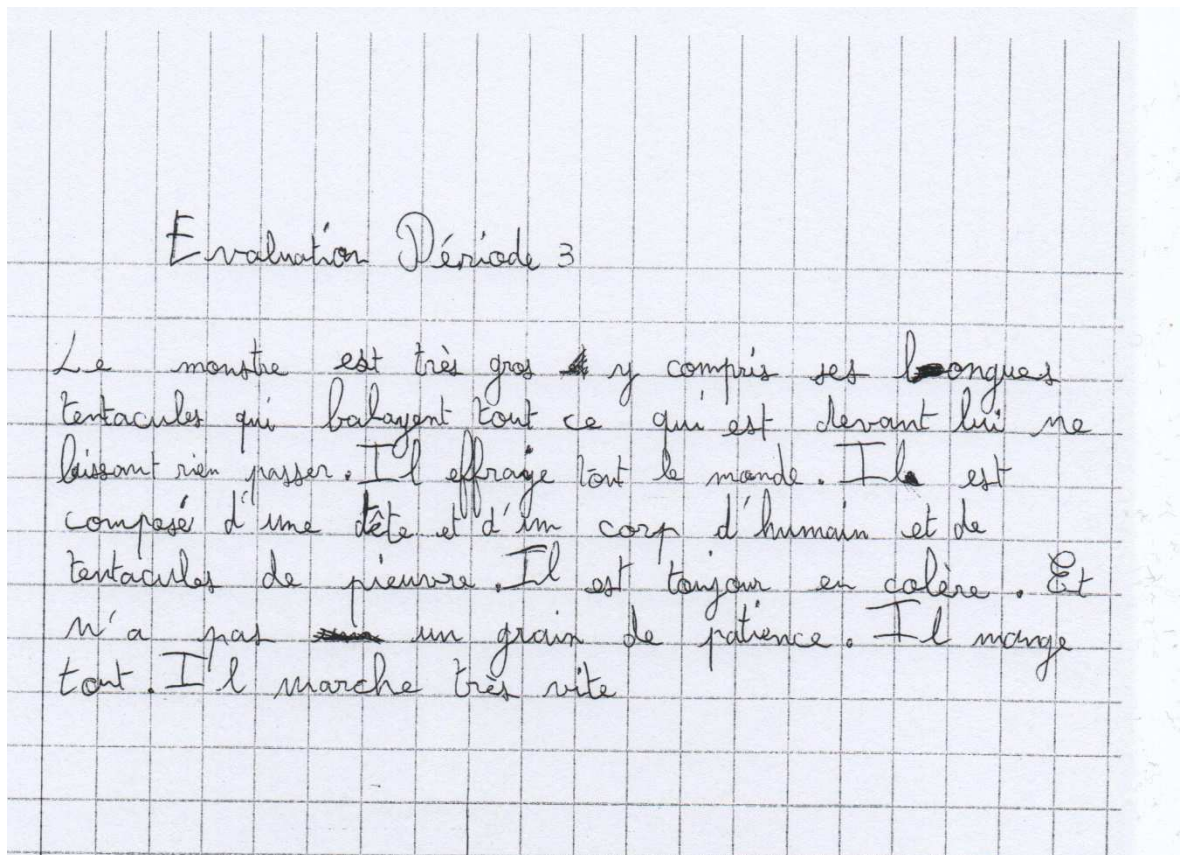 Evaluation Période 3
Le monstre est très gros y compris ses longues
tentacules qui balayent tout ce qui est devant lui ne
laissant rien passer. Il effraije tout le monde. Il est
composé d'une tête et d'un corp d'humain et de
tentacules de pieuvre. Il est toujour en colère. Et
n'a pas un grain de patience. Il mange
tout. Il marche très vite